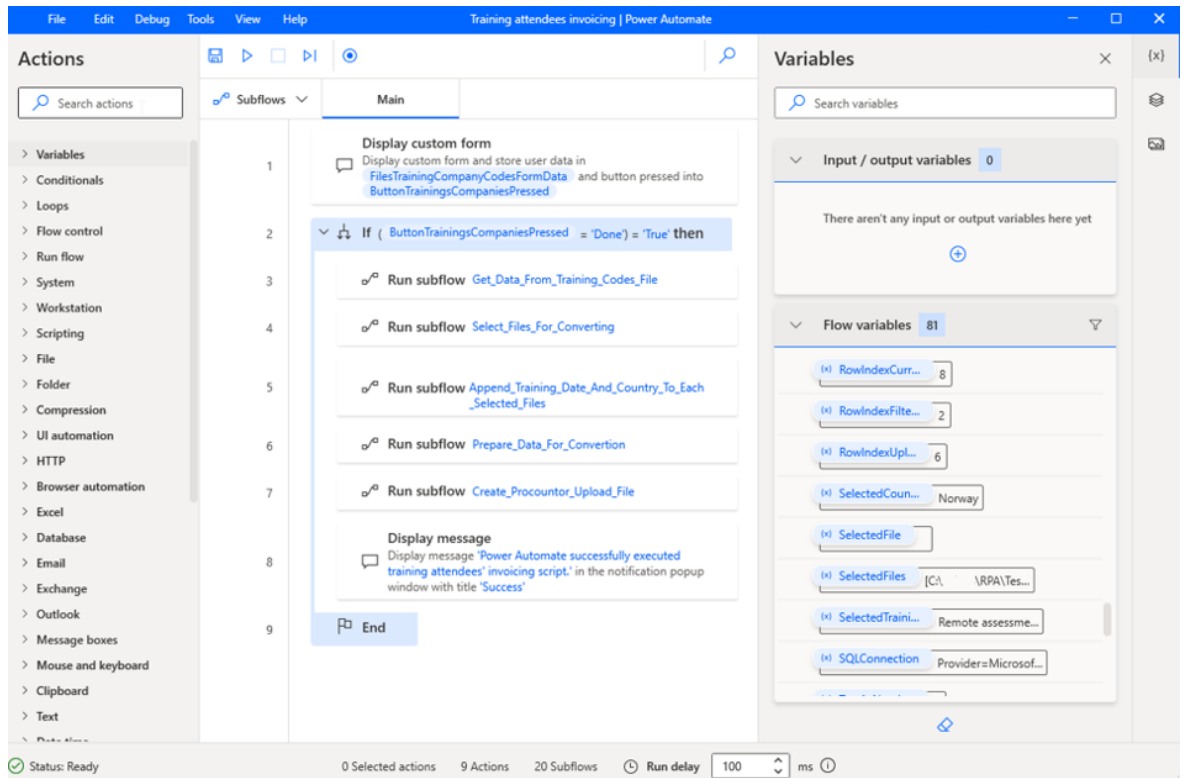 File Edit Debug Tools View Help Training attendees invoicing | Power Automate
Actions
Search actions
Variables
Conditionals
Loops
Flow control
Run flow
System
Workstation
Scripting
File
Folder
Compression
UI automation
HTTP
Browser automation
Excel
Database
Email
Exchange
Outlook
Message boxes
Mouse and keyboard
Clipboard
Text
Subflows Main
1
Display custom form
Display custom form and store user data in
FilesTrainingCompanyCodesFormData and button pressed into
ButtonTrainingsCompaniesPressed
2 If ( ButtonTrainingsCompaniesPressed = 'Done') = 'True' then
3 Run subflow Get_Data_From_Training_Codes_File
4 Run subflow Select_Files_For_Converting
5 Run subflow Append_Training_Date_And_Country_To_Each
_Selected_Files
6 Run subflow Prepare_Data_For_Convertion
7 Run subflow Create_Procountor_Upload_File
8
Display message
Display message 'Power Automate successfully executed
training attendees' invoicing script.' in the notification popup
window with title 'Success'
9 End
Variables
{x}
Search variables
Input / output variables 0
There aren't any input or output variables here yet
Flow variables 81
(x) RowIndexCurr... 8
(x) RowIndexFilte... 2
(x) RowIndexUpl... 6
(x) SelectedCoun... Norway
(x) SelectedFile
(x) SelectedFiles [C:\ \RPA\Tes...
(x) SelectedTraini... Remote assessme...
(x) SQLConnection Provider=Microsof...
Status: Ready 0 Selected actions 9 Actions 20 Subflows Run delay 100 ms